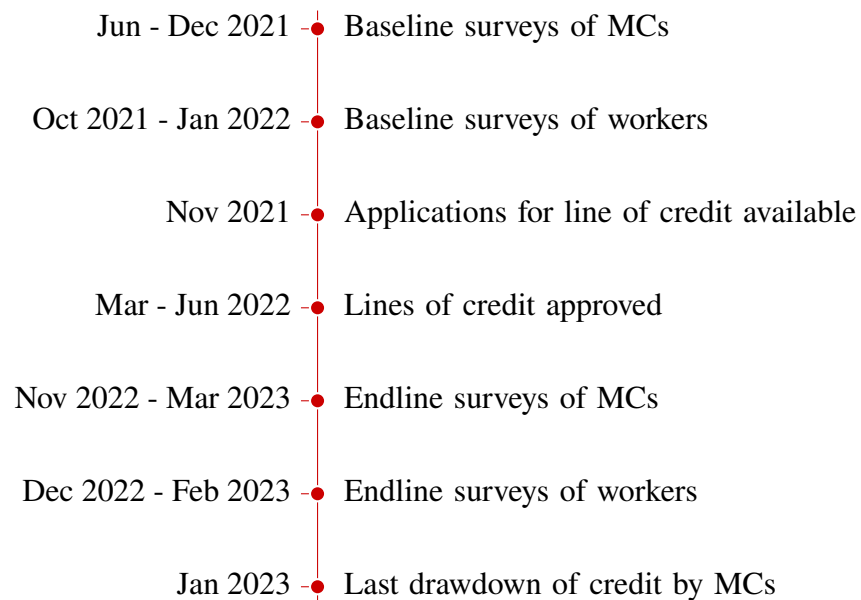 Jun - Dec 2021 Baseline surveys of MCs
Oct 2021 - Jan 2022 Baseline surveys of workers
Nov 2021 Applications for line of credit available
Mar - Jun 2022 Lines of credit approved
Nov 2022 - Mar 2023 Endline surveys of MCs
Dec 2022 - Feb 2023 Endline surveys of workers
Jan 2023 Last drawdown of credit by MCs